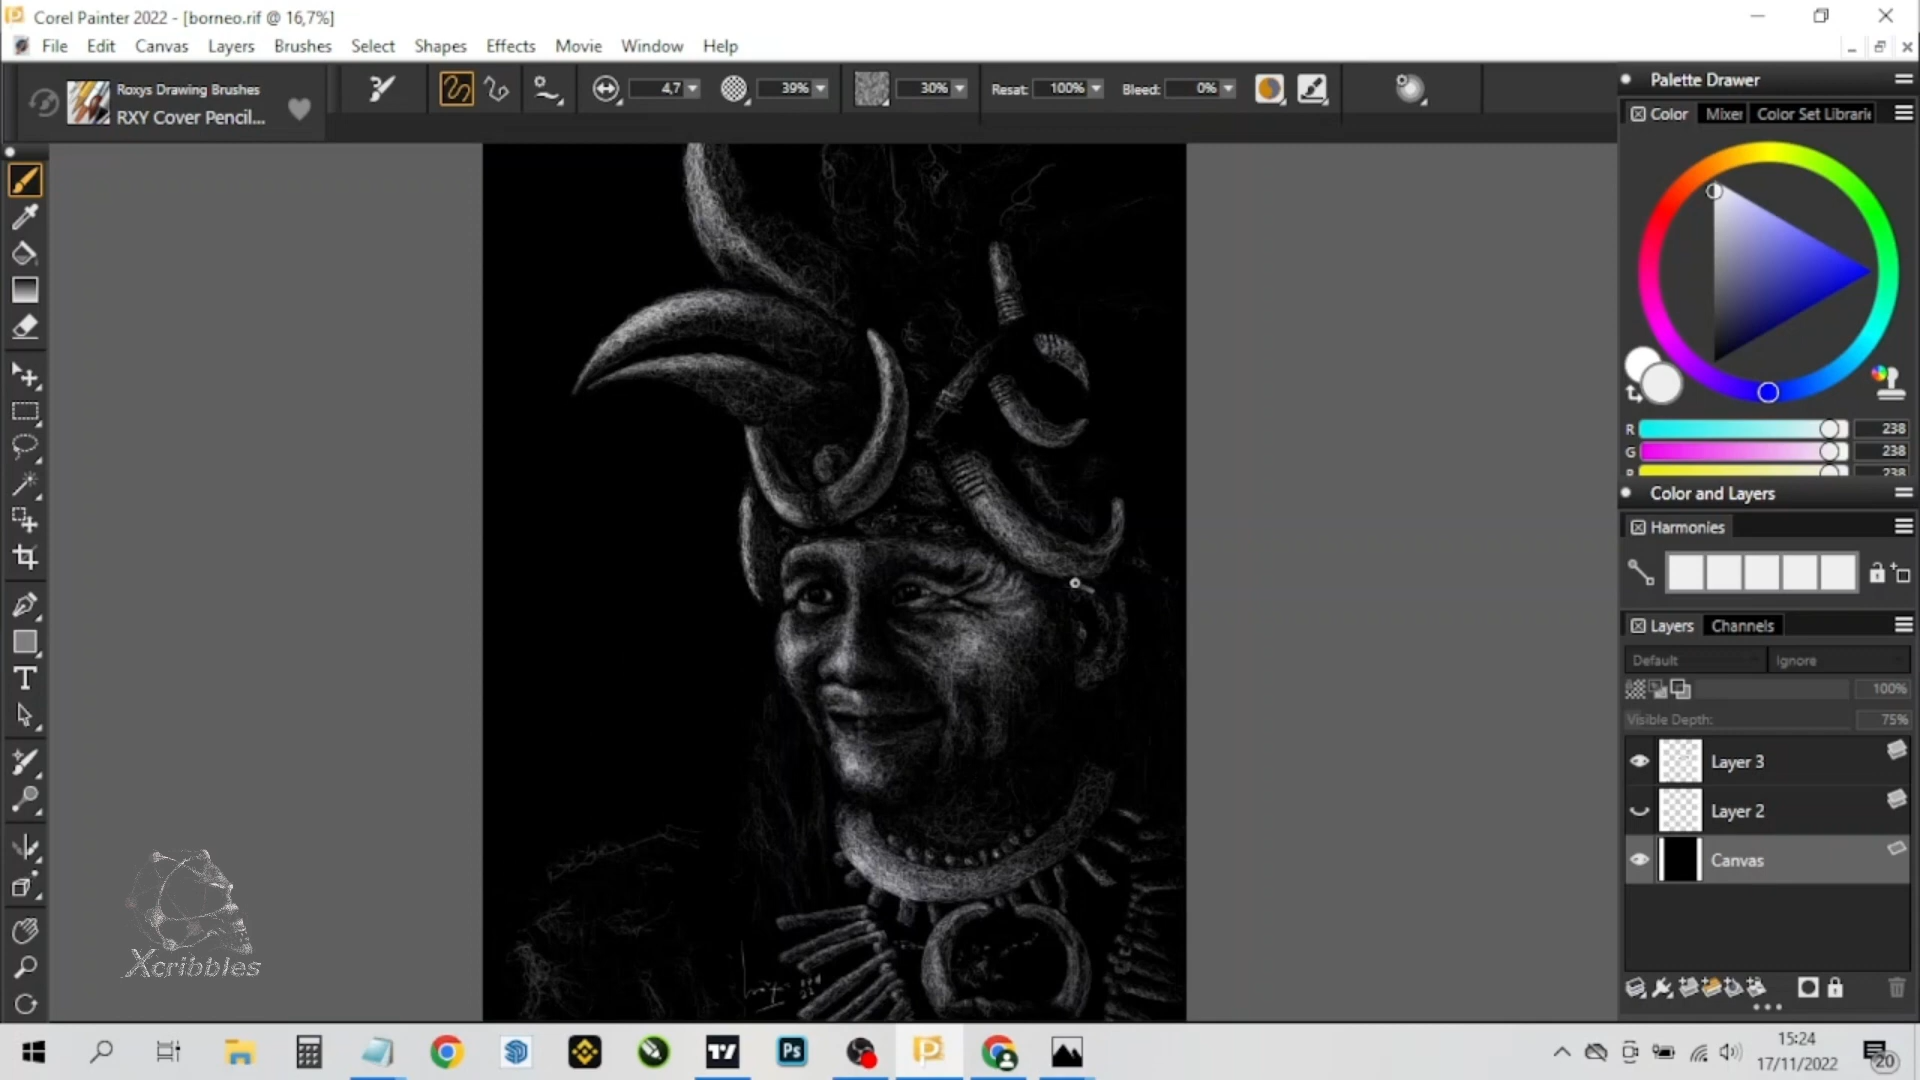 Corel Painter 2022 - [borneo.rif @ 16,7%]
File Edit Canvas Layers Brushes Select Shapes Effects Movie Window Help
Roxys Drawing Brushes
RXY Cover Pencil...
4,7 39% 30% Resat: 100% Bleed: 0%
Palette Drawer
Color Mixer Color Set Librarie
R 238
G 238
238
Color and Layers
Harmonies
Layers Channels
Default Ignore
100%
Visible Depth: 75%
Layer 3
Layer 2
Canvas
T
Xcribbles
Ps
15:24
17/11/2022
20